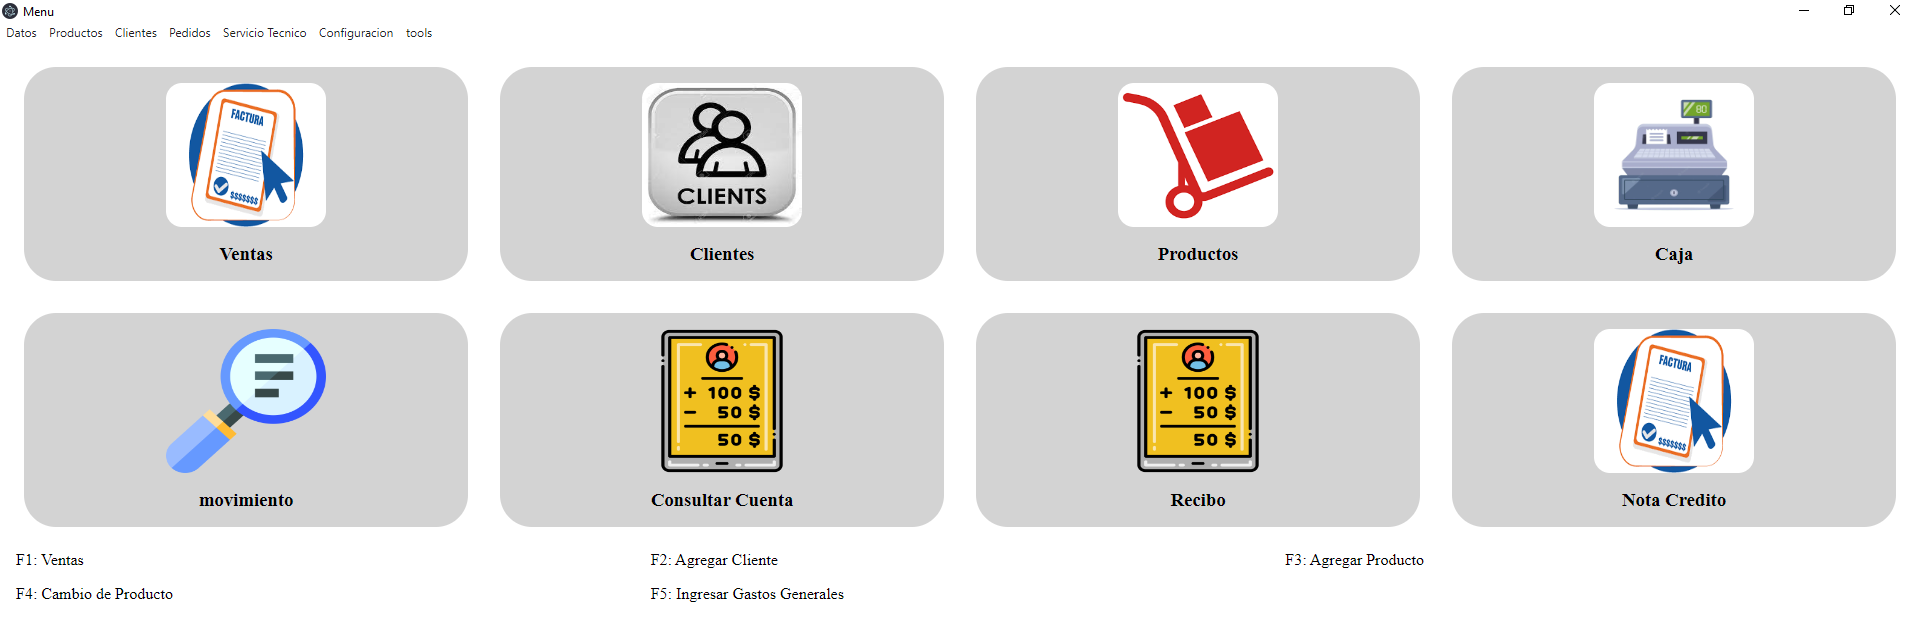 Menu
Datos Productos Clientes Pedidos Servicio Tecnico Configuracion tools
FACTURA
$$$$$$$
CLIENTS
80
Ventas
Clientes
Productos
Caja
+ 100 $
- 50 $
50 $
+ 100 $
- 50 $
50 $
FACTURA
$$$$$$$
movimiento
Consultar Cuenta
Recibo
Nota Credito
F1: Ventas
F2: Agregar Cliente
F3: Agregar Producto
F4: Cambio de Producto
F5: Ingresar Gastos Generales